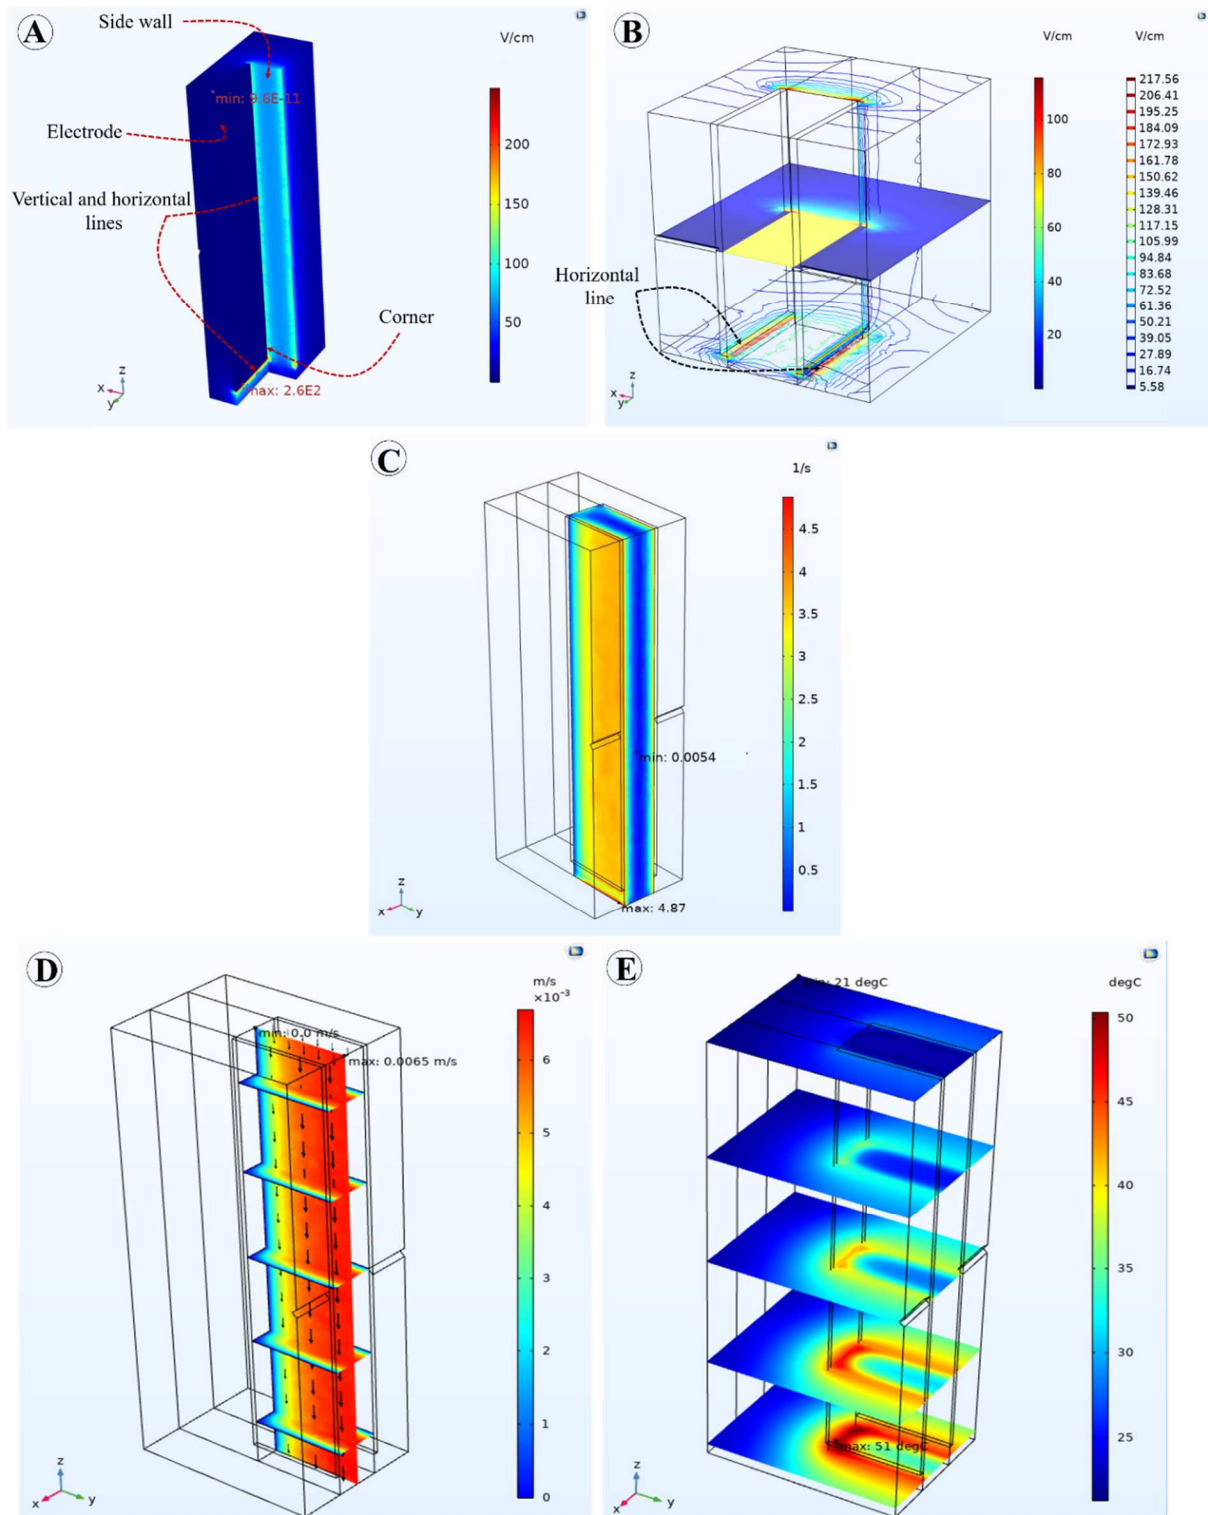 A
Side wall
V/cm
min: 9.6E-11
Electrode
200
Vertical and horizontal
lines
150
100
Corner
50
max: 2.6E2
x
y
z
B
V/cm
V/cm
100
80
60
40
20
217.56
206.41
195.25
184.09
172.93
161.78
150.62
139.46
128.31
117.15
105.99
94.84
83.68
72.52
61.36
50.21
39.05
27.89
16.74
5.58
Horizontal
line
x
y
z
C
1/s
4.5
4
3.5
3
2.5
2
1.5
1
0.5
min: 0.0054
max: 4.87
z
x
y
D
m/s
×10⁻³
min: 0.0 m/s
max: 0.0065 m/s
6
5
4
3
2
1
0
z
x
y
E
21 degC
degC
50
45
40
35
30
25
max: 51 degC
z
x
y